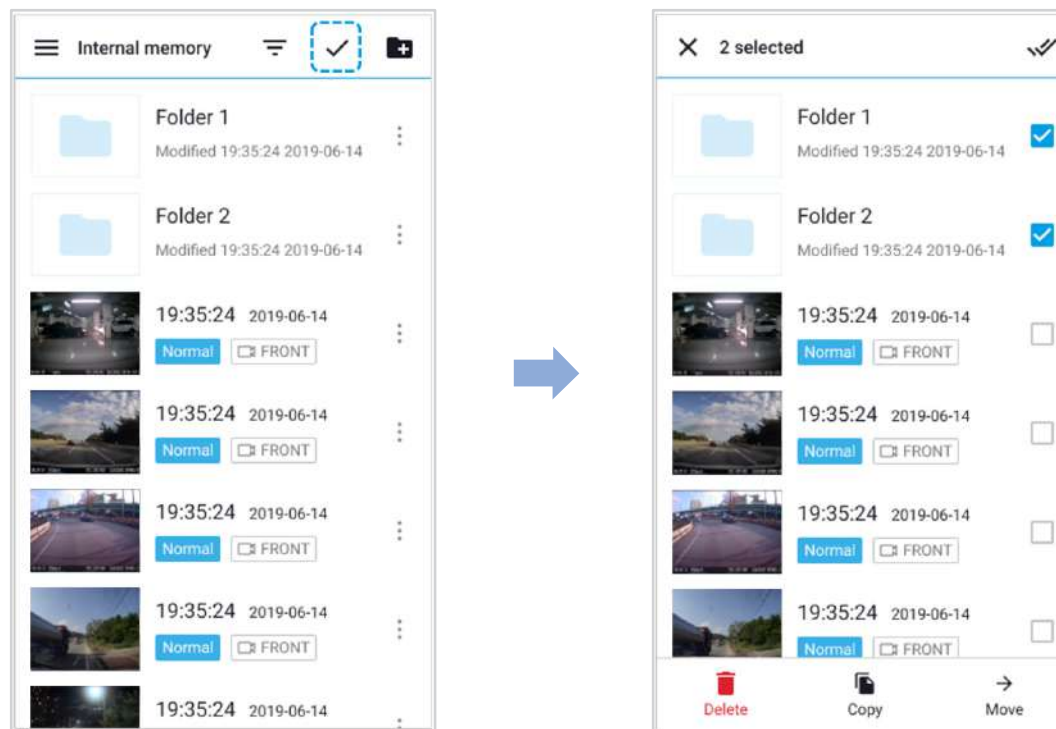 Internal memory
Folder 1
Modified 19:35:24 2019-06-14
Folder 2
Modified 19:35:24 2019-06-14
19:35:24 2019-06-14
Normal FRONT
19:35:24 2019-06-14
Normal FRONT
19:35:24 2019-06-14
Normal FRONT
19:35:24 2019-06-14
Normal FRONT
19:35:24 2019-06-14
2 selected
Folder 1
Modified 19:35:24 2019-06-14
Folder 2
Modified 19:35:24 2019-06-14
19:35:24 2019-06-14
Normal FRONT
19:35:24 2019-06-14
Normal FRONT
19:35:24 2019-06-14
Normal FRONT
19:35:24 2019-06-14
Normal FRONT
Delete Copy Move